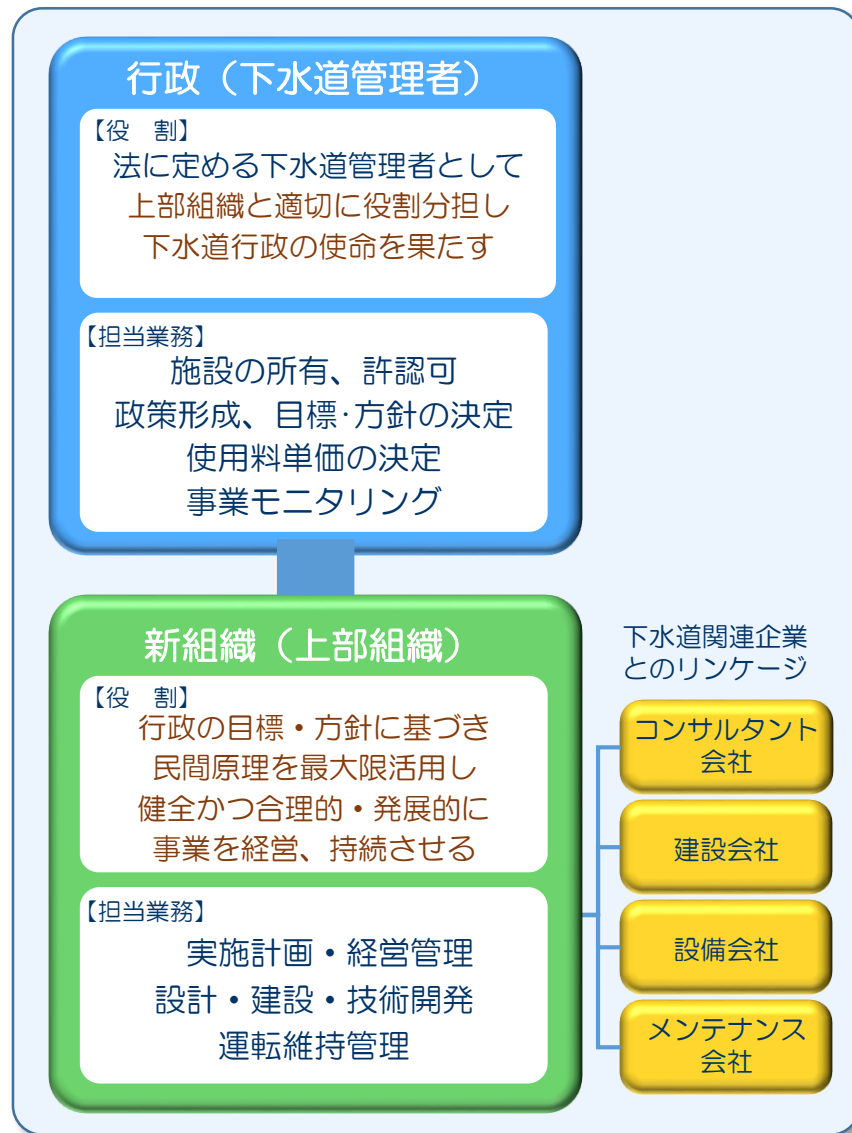 行政（下水道管理者）
【役　割】
法に定める下水道管理者として
上部組織と適切に役割分担し
下水道行政の使命を果たす
【担当業務】
施設の所有、許認可
政策形成、目標･方針の決定
使用料単価の決定
事業モニタリング
新組織（上部組織）
【役　割】
行政の目標・方針に基づき
民間原理を最大限活用し
健全かつ合理的・発展的に
事業を経営、持続させる
【担当業務】
実施計画・経営管理
設計・建設・技術開発
運転維持管理
下水道関連企業
とのリンケージ
コンサルタント
会社
建設会社
設備会社
メンテナンス
会社